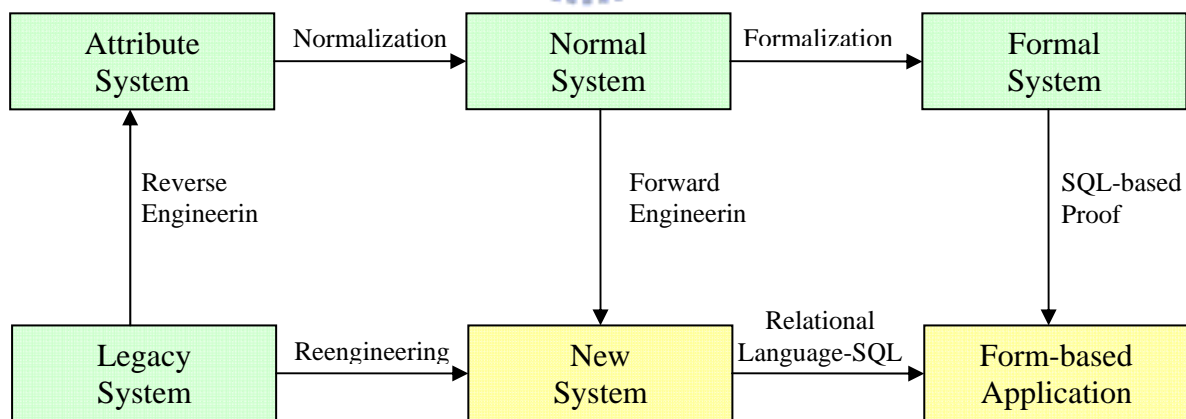 Attribute
System
Normalization
Normal
System
Formalization
Formal
System
Reverse
Engineerin
Forward
Engineerin
SQL-based
Proof
Legacy
System
Reengineering
New
System
Relational
Language-SQL
Form-based
Application